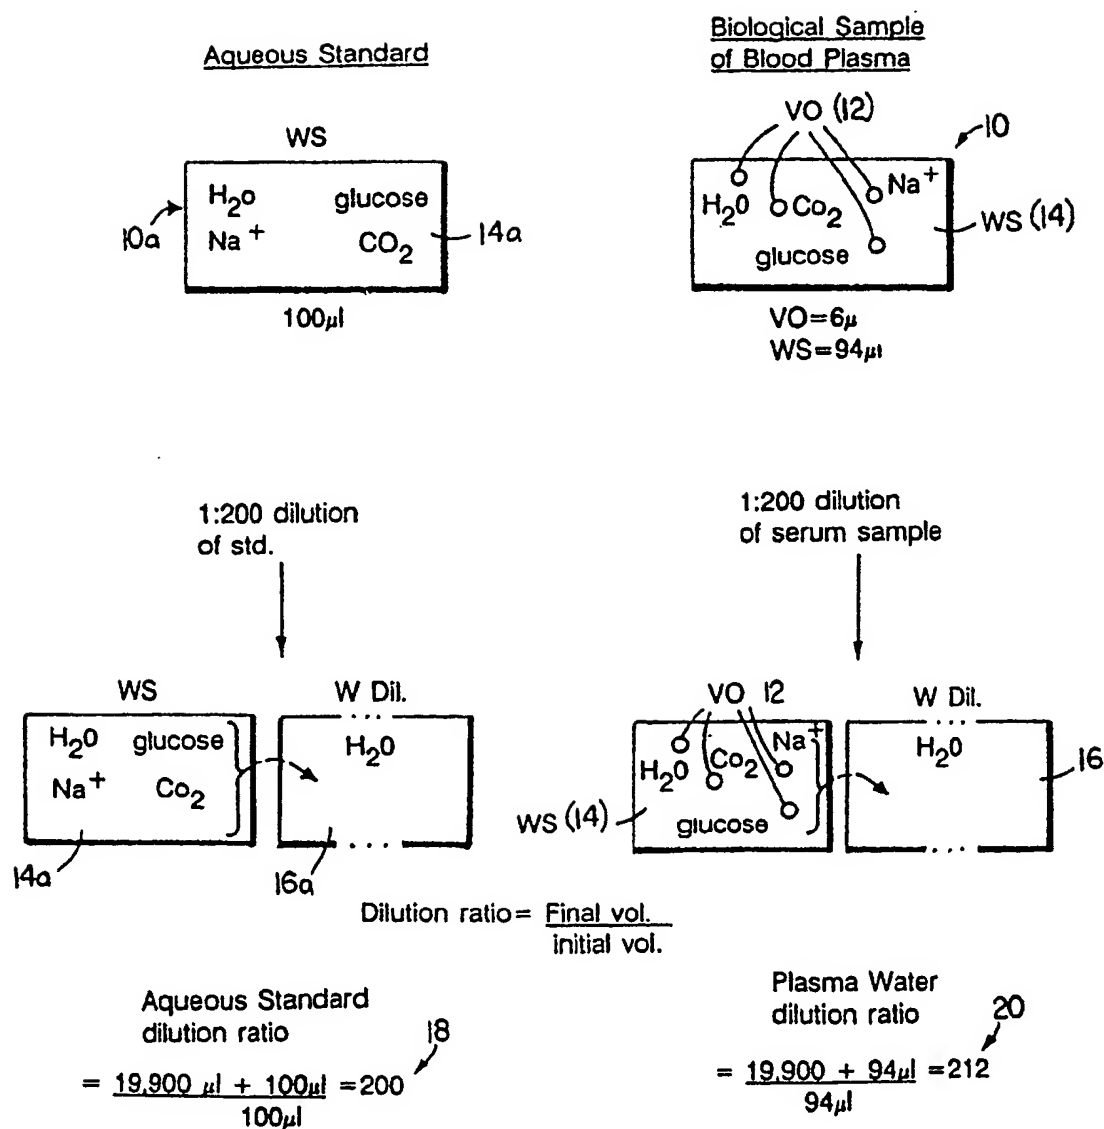 Aqueous Standard
WS
H2o
glucose
Na+
CO2
10a
14a
100µl
Biological Sample
of Blood Plasma
VO (12)
10
Na+
H2O
Co2
WS (14)
glucose
VO=6µ
WS=94µl
1:200 dilution
of std.
1:200 dilution
of serum sample
WS
W Dil.
...
H2O
glucose
H2O
Na+
Co2
...
14a
16a
VO 12
W Dil.
...
Na+
H2O
H2O
Co2
16
WS (14)
glucose
...
Dilution ratio= Final vol.
initial vol.
Aqueous Standard
dilution ratio
18
= 19,900 µl + 100µl =200
100µl
Plasma Water
dilution ratio
20
= 19,900 + 94µl =212
94µl